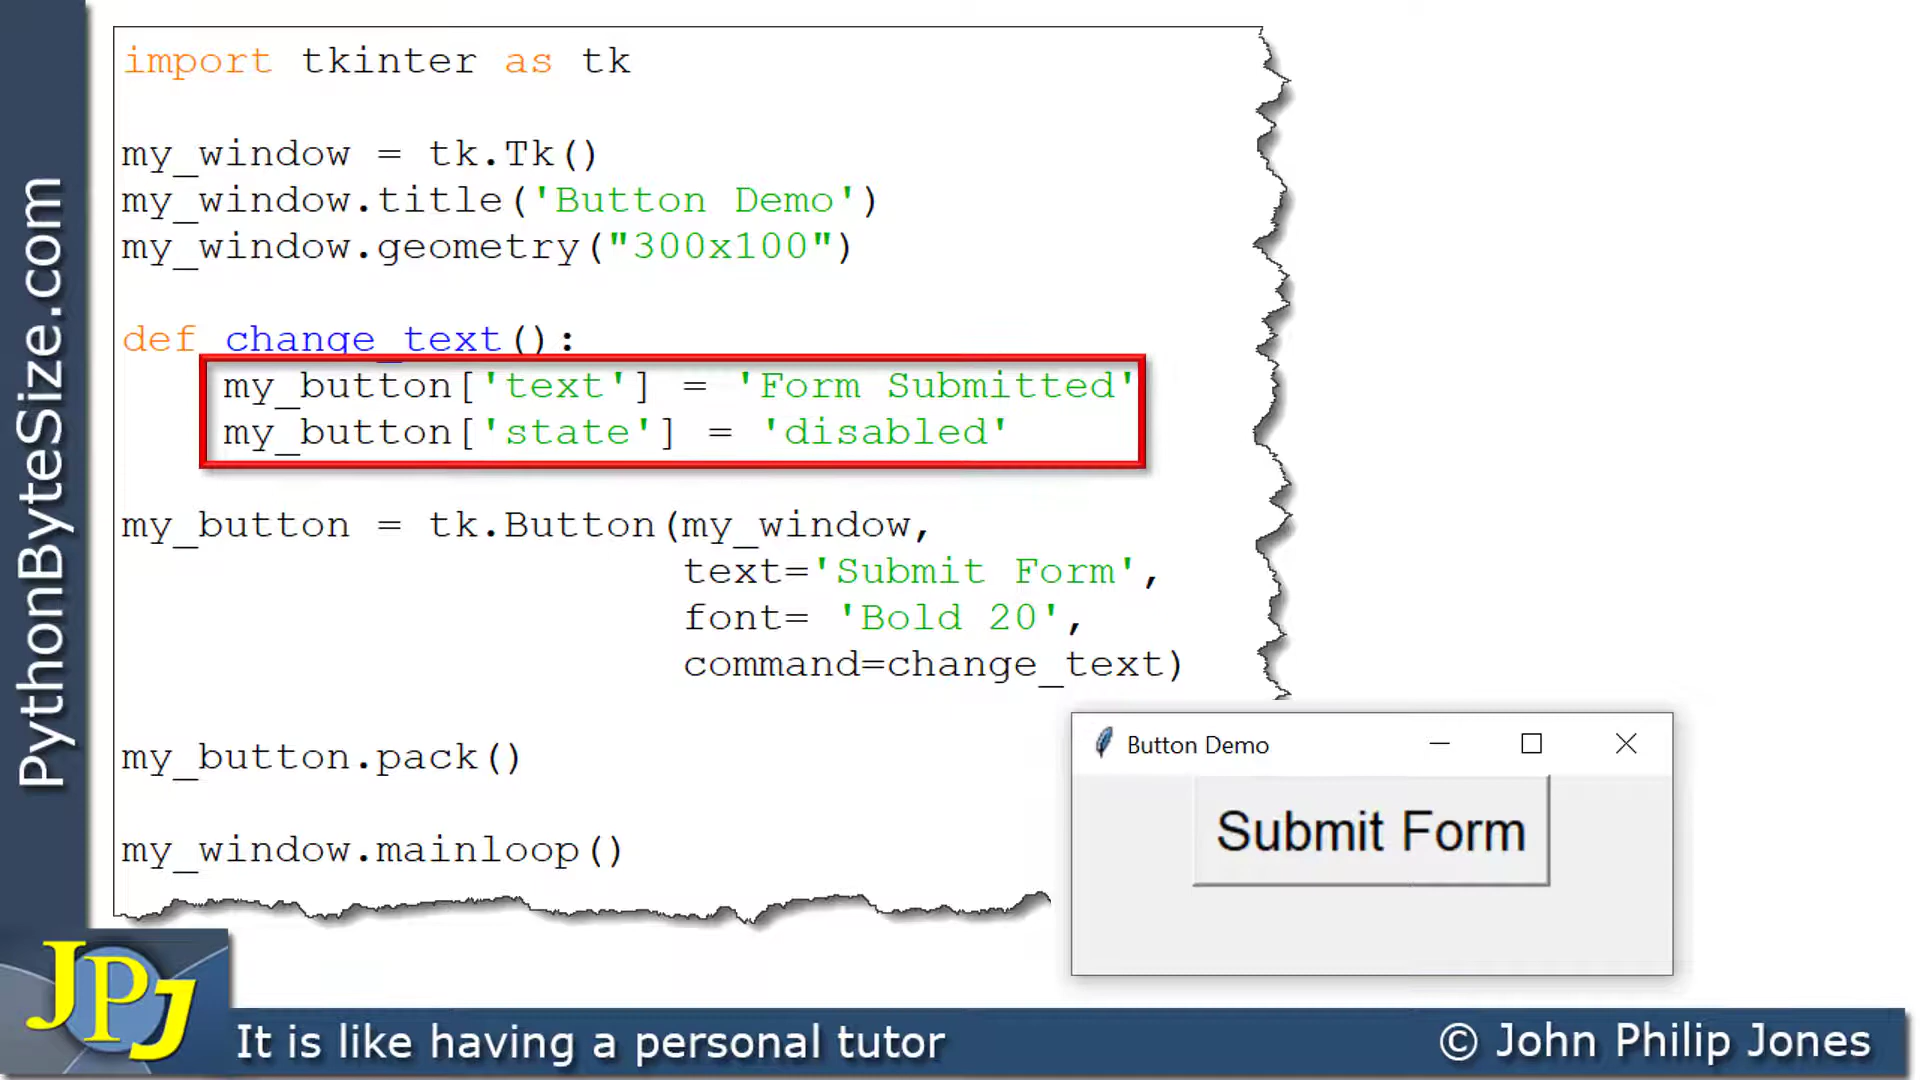 PythonByteSize.com
import tkinter as tk
my_window = tk.Tk()
my_window.title('Button Demo')
my_window.geometry("300x100")
def change_text():
    my_button['text'] = 'Form Submitted'
    my_button['state'] = 'disabled'
my_button = tk.Button(my_window,
                      text='Submit Form',
                      font= 'Bold 20',
                      command=change_text)
my_button.pack()
my_window.mainloop()
Button Demo
Submit Form
JPJ
It is like having a personal tutor
© John Philip Jones